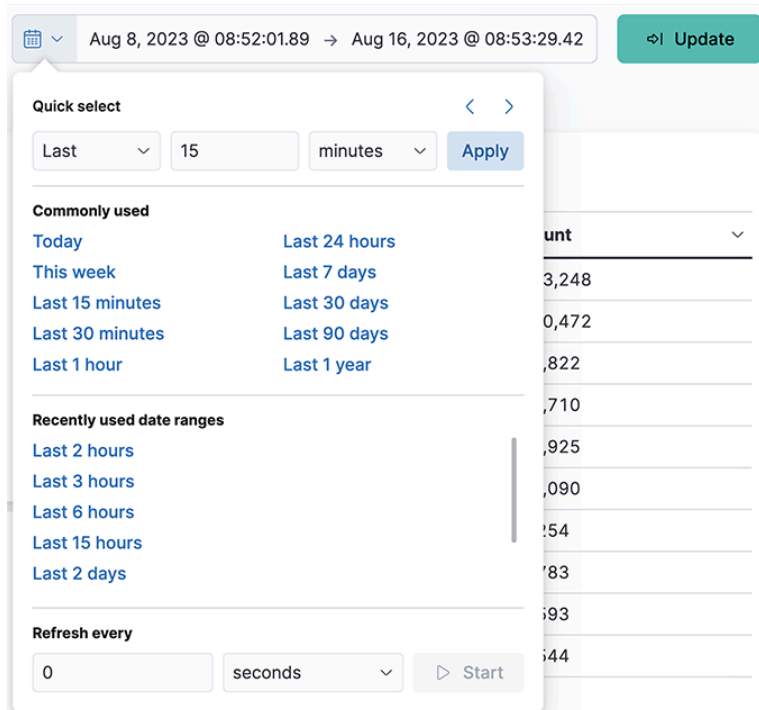 Aug 8, 2023 @ 08:52:01.89 → Aug 16, 2023 @ 08:53:29.42 Update
Quick select
Last 15 minutes Apply
Commonly used
Today Last 24 hours
This week Last 7 days
Last 15 minutes Last 30 days
Last 30 minutes Last 90 days
Last 1 hour Last 1 year
Recently used date ranges
Last 2 hours
Last 3 hours
Last 6 hours
Last 15 hours
Last 2 days
Refresh every
0 seconds Start
unt
3,248
0,472
,822
,710
,925
,090
254
783
593
544